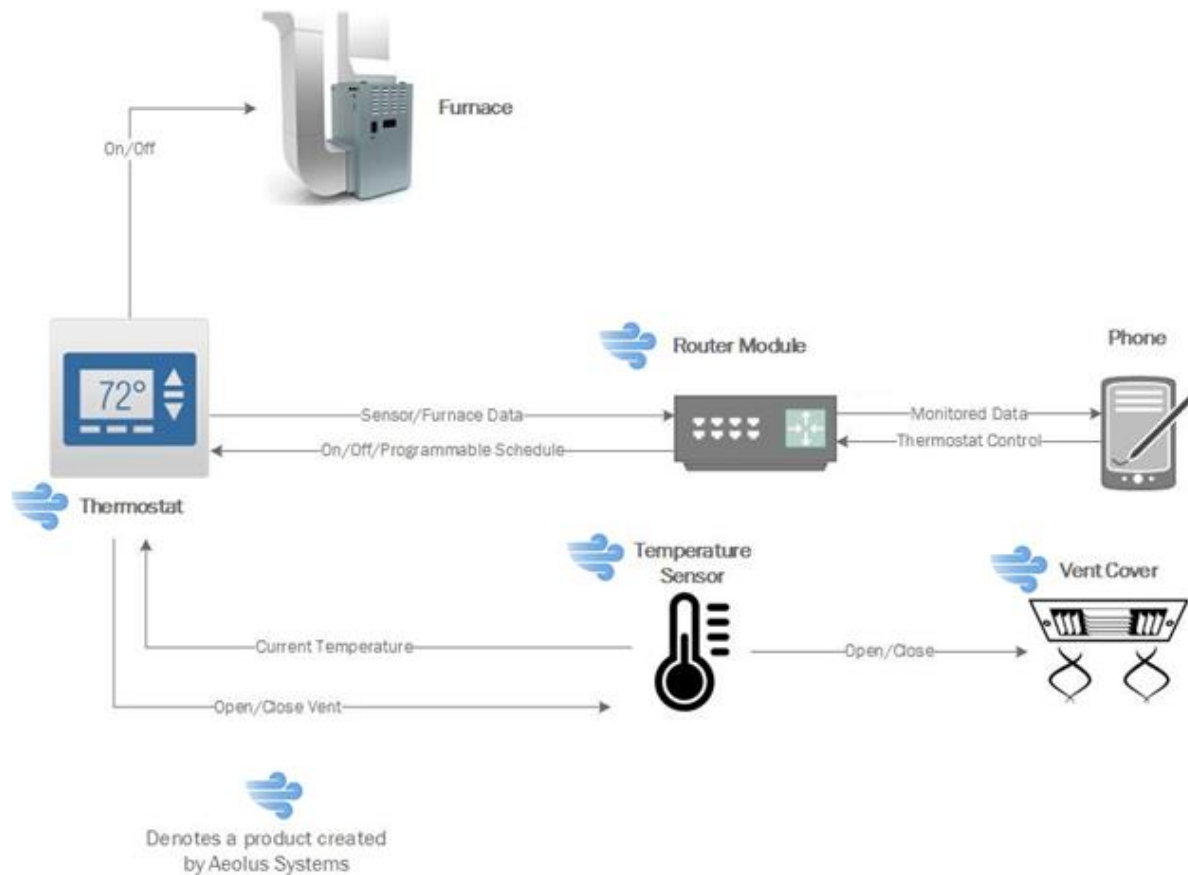 Furnace
On/Off
72°
Router Module
Phone
Sensor/Furnace Data
Monitored Data
On/Off/Programmable Schedule
Thermostat Control
Thermostat
Temperature
Sensor
Vent Cover
Current Temperature
Open/Close
Open/Close Vent
Denotes a product created
by Aeolus Systems